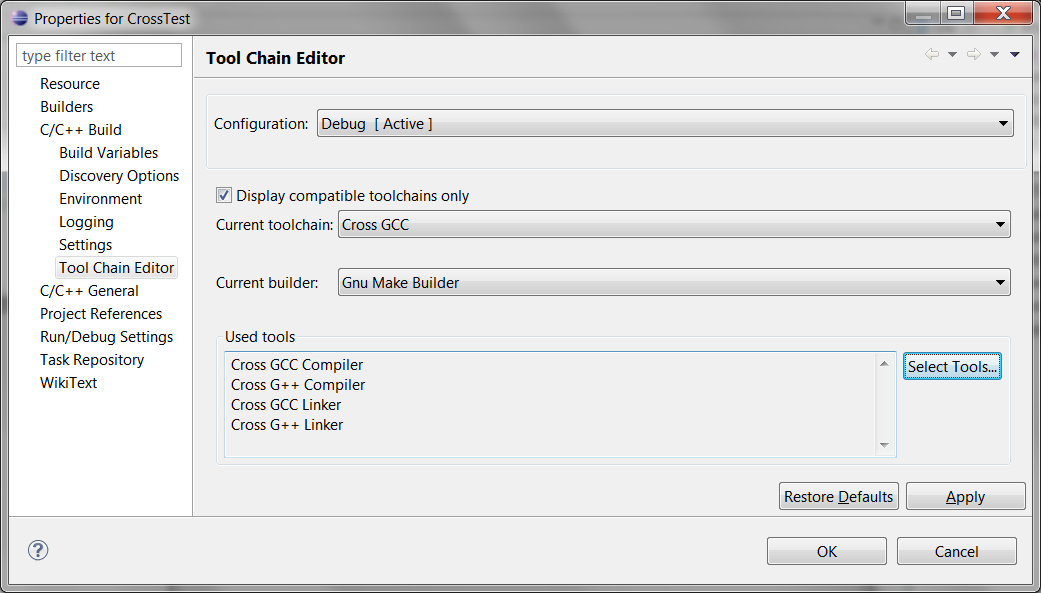 Properties for CrossTest
type filter text
Resource
Builders
C/C++ Build
Build Variables
Discovery Options
Environment
Logging
Settings
Tool Chain Editor
C/C++ General
Project References
Run/Debug Settings
Task Repository
WikiText
Tool Chain Editor
Configuration: Debug [ Active ]
Display compatible toolchains only
Current toolchain: Cross GCC
Current builder: Gnu Make Builder
Used tools
Cross GCC Compiler
Cross G++ Compiler
Cross GCC Linker
Cross G++ Linker
Select Tools...
Restore Defaults Apply
? OK Cancel